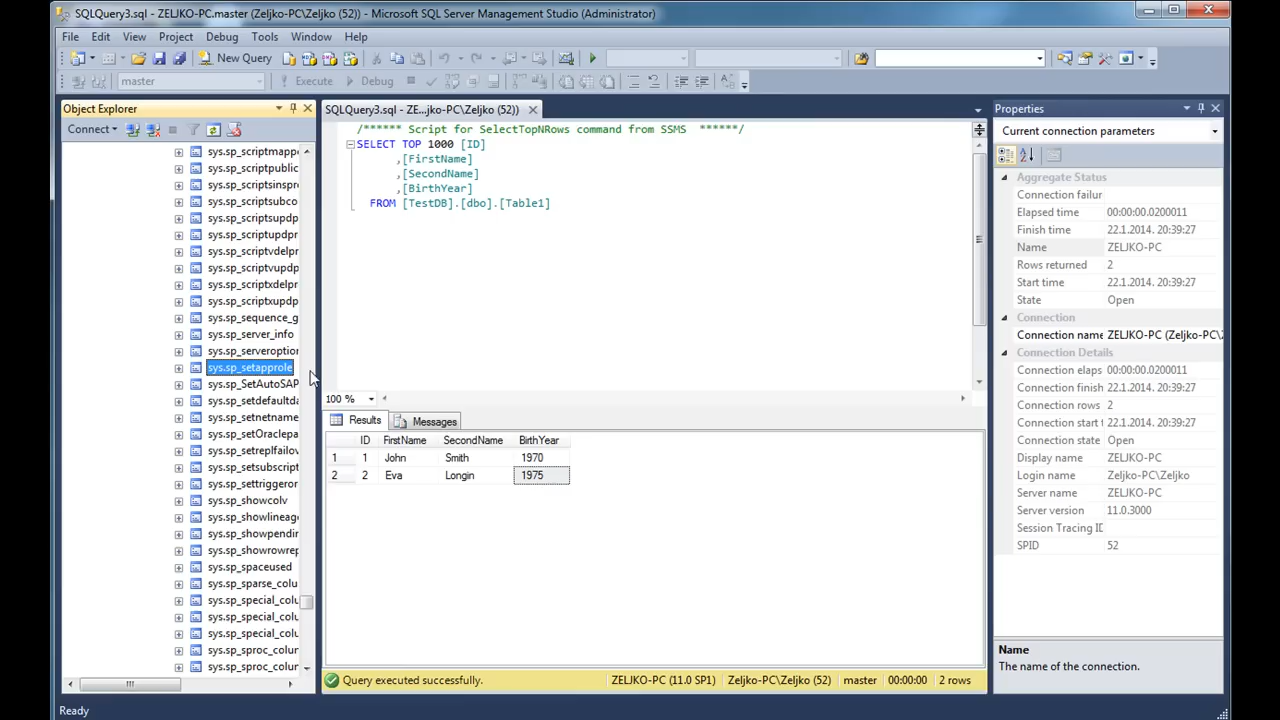 SQLQuery3.sql - ZELJKO-PC.master (Zeljko-PC\Zeljko (52)) - Microsoft SQL Server Management Studio (Administrator)
File Edit View Project Debug Tools Window Help
New Query
master Execute Debug
Object Explorer
Connect
sys.sp_scriptmapp
sys.sp_scriptpublic
sys.sp_scriptsinspr
sys.sp_scriptsubco
sys.sp_scriptsupdp
sys.sp_scriptupdpr
sys.sp_scriptvdelpr
sys.sp_scriptvupdp
sys.sp_scriptxdelpr
sys.sp_scriptxupdp
sys.sp_sequence_g
sys.sp_server_info
sys.sp_serveroption
sys.sp_setapprole
sys.sp_SetAutoSAP
sys.sp_setdefaultda
sys.sp_setnetname
sys.sp_setOraclepa
sys.sp_setreplfailov
sys.sp_setsubscript
sys.sp_settriggeror
sys.sp_showcolv
sys.sp_showlineage
sys.sp_showpendin
sys.sp_showrowrep
sys.sp_spaceused
sys.sp_sparse_colu
sys.sp_special_colu
sys.sp_special_colu
sys.sp_special_colu
sys.sp_sproc_colur
sys.sp_sproc_colur
SQLQuery3.sql - ZE...jko-PC\Zeljko (52))
/****** Script for SelectTopNRows command from SSMS ******/
SELECT TOP 1000 [ID]
,[FirstName]
,[SecondName]
,[BirthYear]
FROM [TestDB].[dbo].[Table1]
100 %
Results Messages
ID FirstName SecondName BirthYear
1 1 John Smith 1970
2 2 Eva Longin 1975
Query executed successfully. ZELJKO-PC (11.0 SP1) Zeljko-PC\Zeljko (52) master 00:00:00 2 rows
Properties
Current connection parameters
Aggregate Status
Connection failur
Elapsed time 00:00:00.0200011
Finish time 22.1.2014. 20:39:27
Name ZELJKO-PC
Rows returned 2
Start time 22.1.2014. 20:39:27
State Open
Connection
Connection name ZELJKO-PC (Zeljko-PC\
Connection Details
Connection elaps 00:00:00.0200011
Connection finish 22.1.2014. 20:39:27
Connection rows 2
Connection start t 22.1.2014. 20:39:27
Connection state Open
Display name ZELJKO-PC
Login name Zeljko-PC\Zeljko
Server name ZELJKO-PC
Server version 11.0.3000
Session Tracing ID
SPID 52
Name
The name of the connection.
Ready